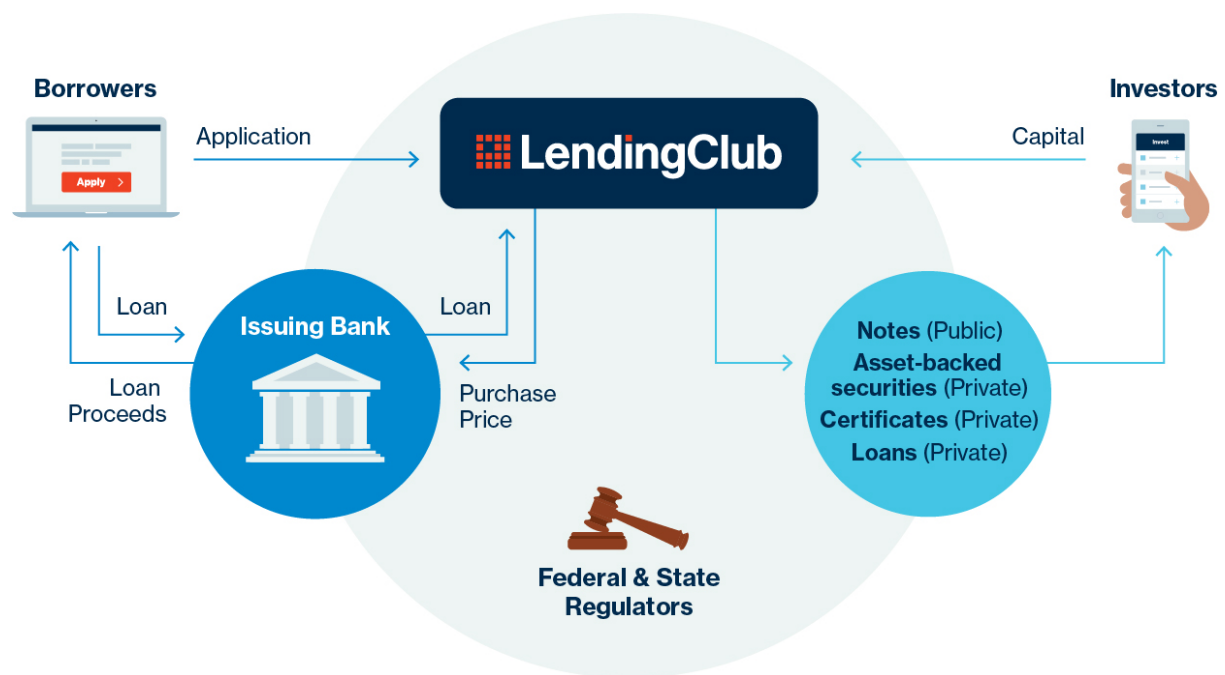 Borrowers
Investors
Application
LendingClub
Capital
Apply
Invest
Loan
Issuing Bank
Loan
Loan
Proceeds
Purchase
Price
Notes (Public)
Asset-backed
securities (Private)
Certificates (Private)
Loans (Private)
Federal & State
Regulators